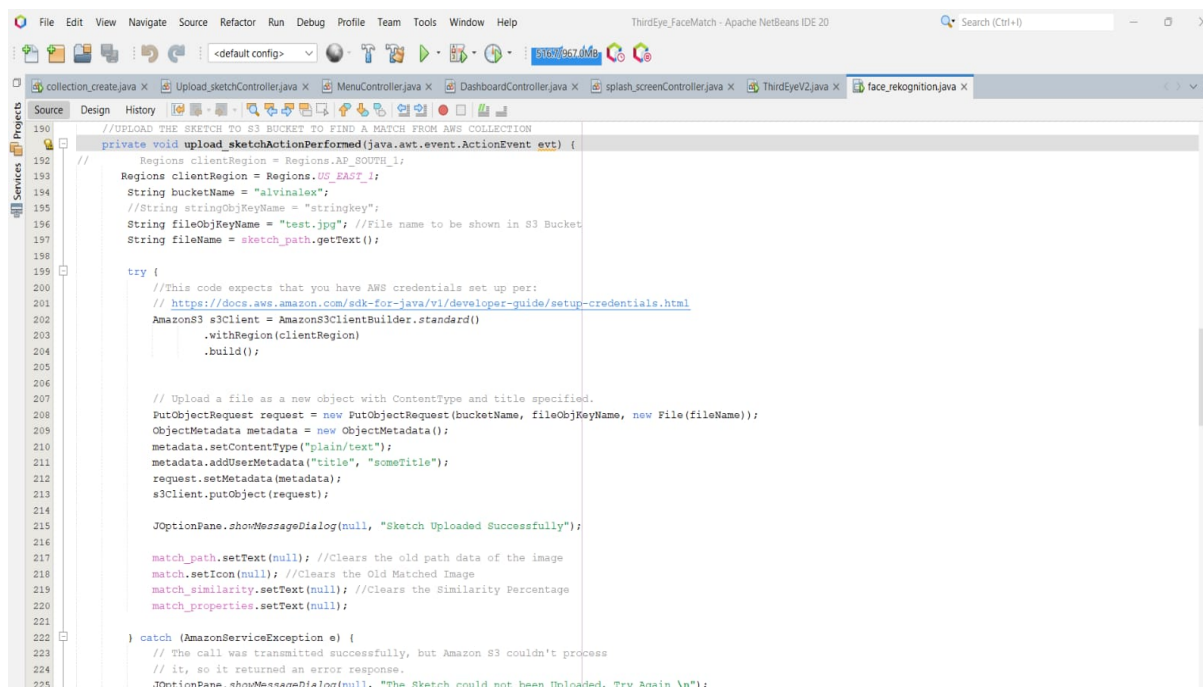 File Edit View Navigate Source Refactor Run Debug Profile Team Tools Window Help ThirdEye_FaceMatch - Apache NetBeans IDE 20 Search (Ctrl+I)
<default config>
collection_create.java Upload_sketchController.java MenuController.java DashboardController.java splash_screenController.java ThirdEyeV2.java face_rekognition.java
Source Design History
Projects
Services
190 //UPLOAD THE SKETCH TO S3 BUCKET TO FIND A MATCH FROM AWS COLLECTION
private void upload_sketchActionPerformed(java.awt.event.ActionEvent evt) {
192 // Regions clientRegion = Regions.AP_SOUTH_1;
193 Regions clientRegion = Regions.US_EAST_1;
194 String bucketName = "alvinalex";
195 //String stringObjKeyName = "stringkey";
196 String fileObjKeyName = "test.jpg"; //File name to be shown in S3 Bucket
197 String fileName = sketch_path.getText();
198
199 try {
200 //This code expects that you have AWS credentials set up per:
201 // https://docs.aws.amazon.com/sdk-for-java/v1/developer-guide/setup-credentials.html
202 AmazonS3 s3Client = AmazonS3ClientBuilder.standard()
203 .withRegion(clientRegion)
204 .build();
205
206
207 // Upload a file as a new object with ContentType and title specified.
208 PutObjectRequest request = new PutObjectRequest(bucketName, fileObjKeyName, new File(fileName));
209 ObjectMetadata metadata = new ObjectMetadata();
210 metadata.setContentType("plain/text");
211 metadata.addUserMetadata("title", "someTitle");
212 request.setMetadata(metadata);
213 s3Client.putObject(request);
214
215 JOptionPane.showMessageDialog(null, "Sketch Uploaded Successfully");
216
217 match_path.setText(null); //Clears the old path data of the image
218 match.setIcon(null); //Clears the Old Matched Image
219 match_similarity.setText(null); //Clears the Similarity Percentage
220 match_properties.setText(null);
221
222 } catch (AmazonServiceException e) {
223 // The call was transmitted successfully, but Amazon S3 couldn't process
224 // it, so it returned an error response.
225 JOptionPane.showMessageDialog(null, "The Sketch could not been Uploaded, Try Again \n");